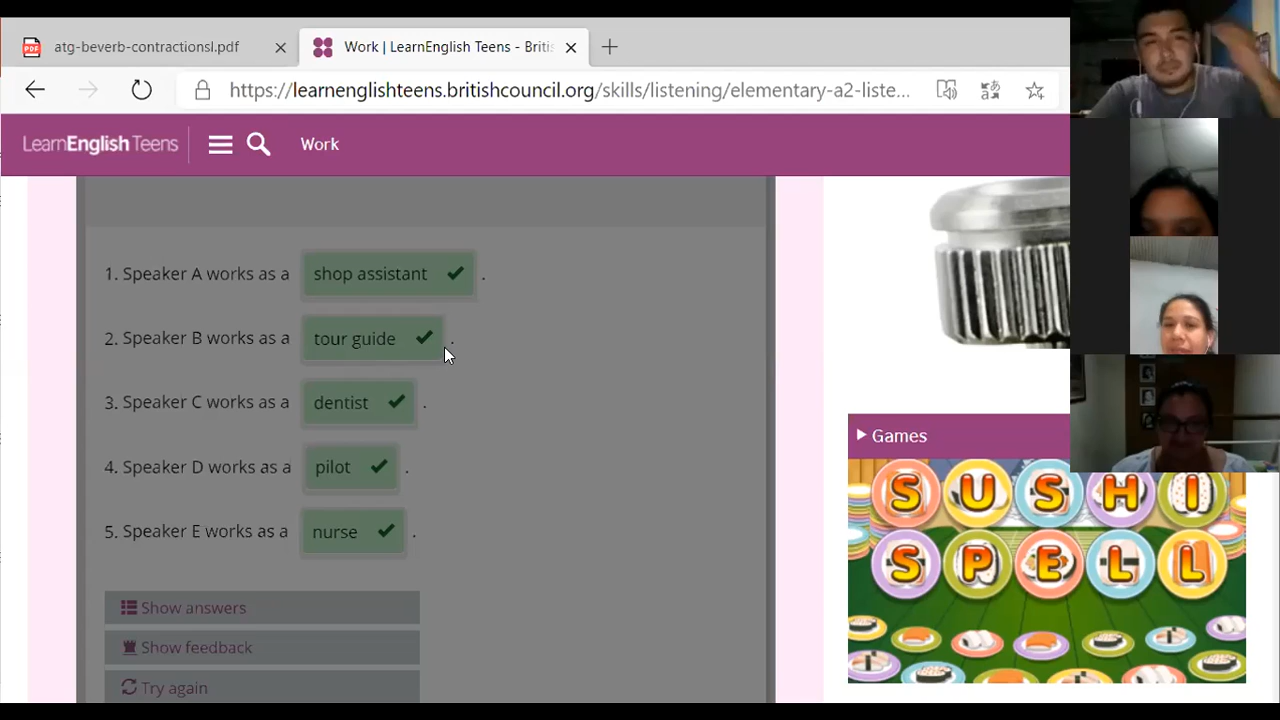 atg-beverb-contractionsI.pdf
Work | LearnEnglish Teens - Briti
https://learnenglishteens.britishcouncil.org/skills/listening/elementary-a2-liste...
LearnEnglish Teens
Work
1. Speaker A works as a shop assistant .
2. Speaker B works as a tour guide .
3. Speaker C works as a dentist .
4. Speaker D works as a pilot .
5. Speaker E works as a nurse .
Show answers
Show feedback
Try again
Games
SUSHI
SPELL